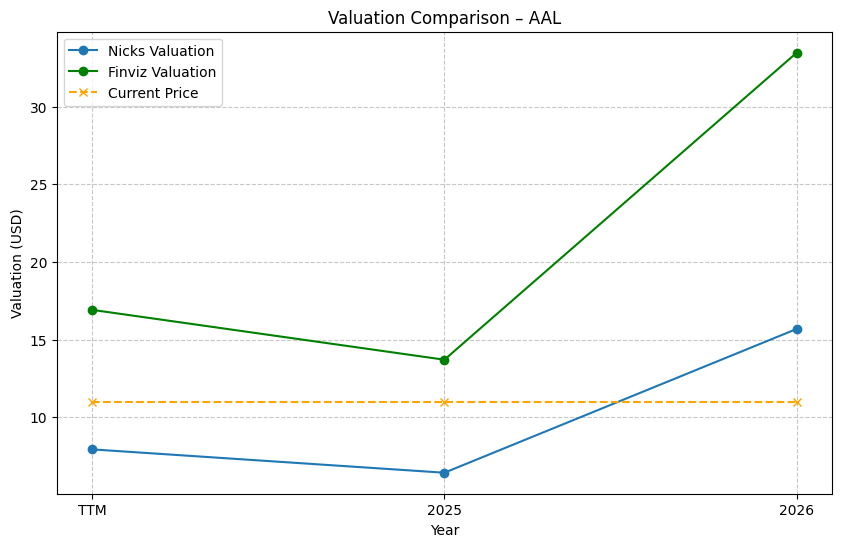 Valuation Comparison – AAL
Nicks Valuation
Finviz Valuation
Current Price
Valuation (USD)
30
25
20
15
10
TTM
2025
2026
Year